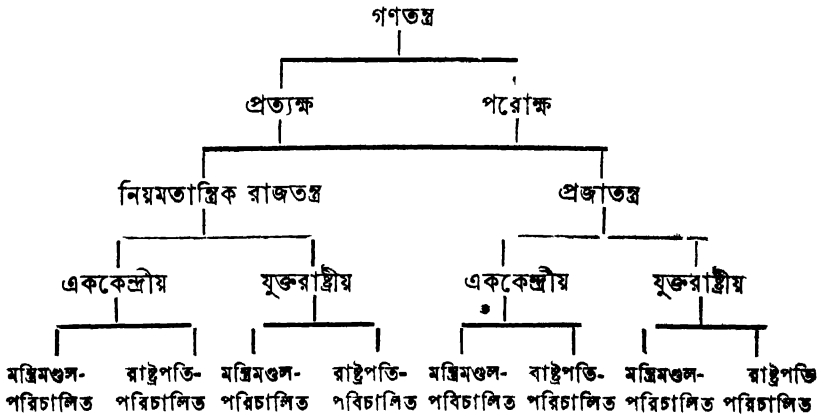 গণতন্ত্র
প্রত্যক্ষ পরোক্ষ
নিয়মতান্ত্রিক রাজতন্ত্র প্রজাতন্ত্র
এককেন্দ্রীয় যুক্তরাষ্ট্রীয় এককেন্দ্রীয় যুক্তরাষ্ট্রীয়
মন্ত্রিমণ্ডল- রাষ্ট্রপতি- মন্ত্রিমণ্ডল- রাষ্ট্রপতি- মন্ত্রিমণ্ডল- বাষ্ট্রপতি- মন্ত্রিমণ্ডল- রাষ্ট্রপতি
পরিচালিত পরিচালিত পরিচালিত পবিচালিত পবিচালিত পরিচালিত পরিচালিত পরিচালিত